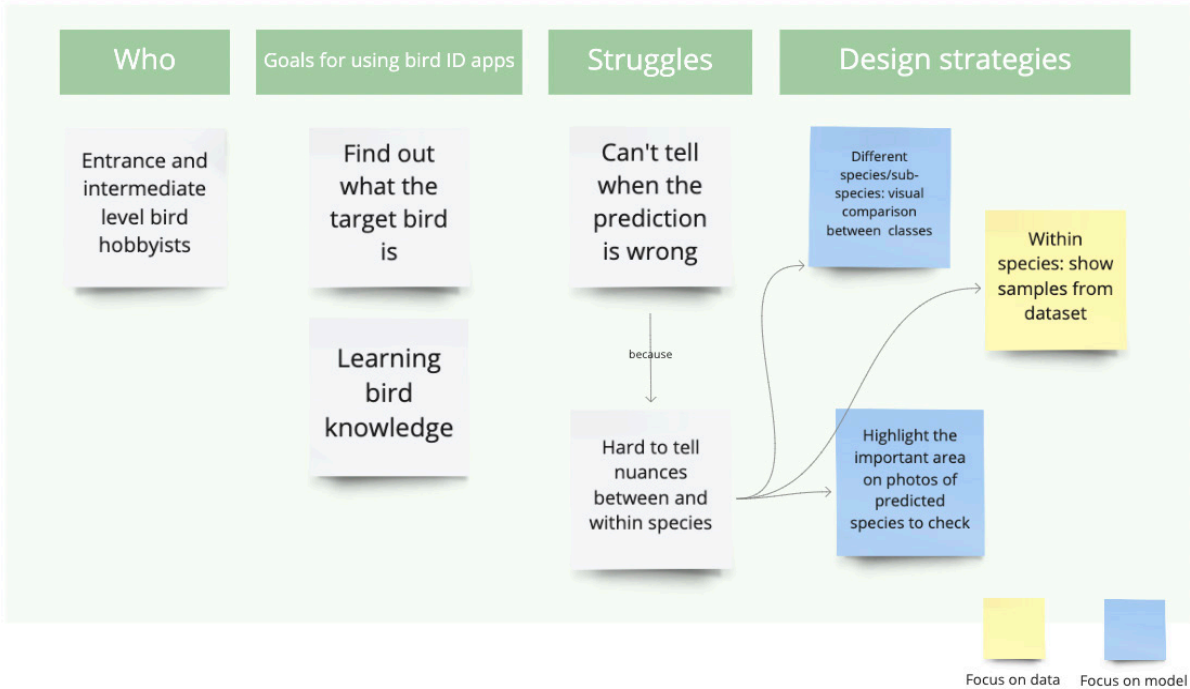 Who
Goals for using bird ID apps
Struggles
Design strategies
Entrance and
intermediate
level bird
hobbyists
Find out
what the
target bird
is
Learning
bird
knowledge
Can't tell
when the
prediction
is wrong
because
Hard to tell
nuances
between and
within species
Different
species/sub-
species: visual
comparison
between classes
Within
species: show
samples from
dataset
Highlight the
important area
on photos of
predicted
species to check
Focus on data
Focus on model